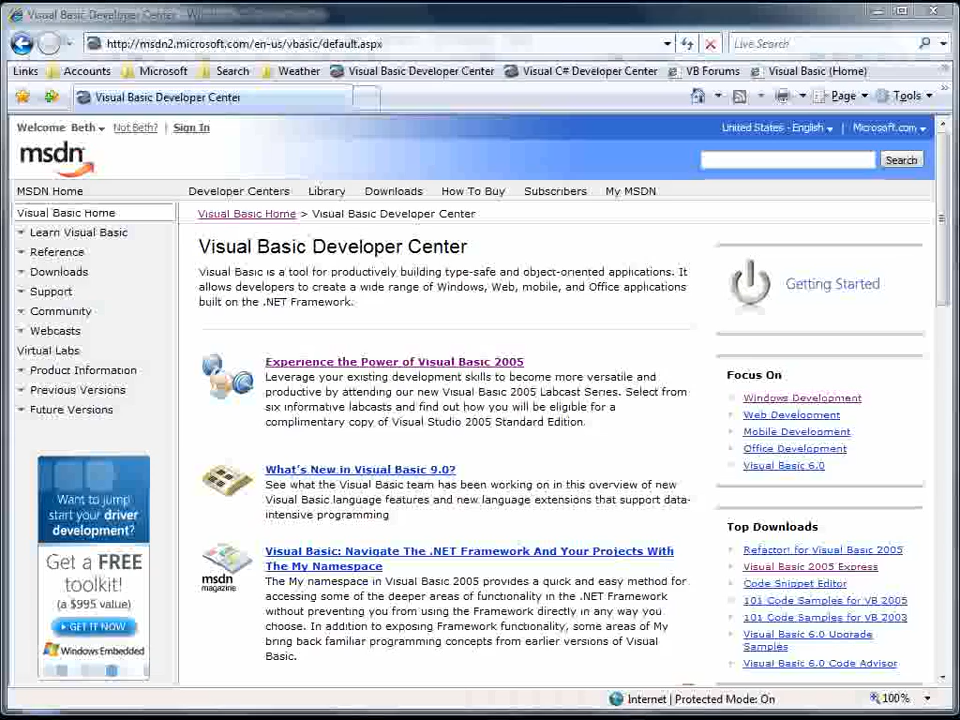 Visual Basic Developer Center - Windows
http://msdn2.microsoft.com/en-us/vbasic/default.aspx
Live Search
Links Accounts Microsoft Search Weather Visual Basic Developer Center Visual C# Developer Center VB Forums Visual Basic (Home)
Visual Basic Developer Center
Page Tools
Welcome Beth Not Beth? Sign In
United States - English | Microsoft.com
msdn
Search
MSDN Home Developer Centers Library Downloads How To Buy Subscribers My MSDN
Visual Basic Home
Learn Visual Basic
Reference
Downloads
Support
Community
Webcasts
Virtual Labs
Product Information
Previous Versions
Future Versions
Want to jump
start your driver
development?
Get a FREE
toolkit!
(a $995 value)
GET IT NOW
Windows Embedded
Visual Basic Home > Visual Basic Developer Center
Visual Basic Developer Center
Visual Basic is a tool for productively building type-safe and object-oriented applications. It
allows developers to create a wide range of Windows, Web, mobile, and Office applications
built on the .NET Framework.
Experience the Power of Visual Basic 2005
Leverage your existing development skills to become more versatile and
productive by attending our new Visual Basic 2005 Labcast Series. Select from
six informative labcasts and find out how you will be eligible for a
complimentary copy of Visual Studio 2005 Standard Edition.
What's New in Visual Basic 9.0?
See what the Visual Basic team has been working on in this overview of new
Visual Basic language features and new language extensions that support data-
intensive programming
msdn
magazine
Visual Basic: Navigate The .NET Framework And Your Projects With
The My Namespace
The My namespace in Visual Basic 2005 provides a quick and easy method for
accessing some of the deeper areas of functionality in the .NET Framework
without preventing you from using the Framework directly in any way you
choose. In addition to exposing Framework functionality, some areas of My
bring back familiar programming concepts from earlier versions of Visual
Basic.
Getting Started
Focus On
Windows Development
Web Development
Mobile Development
Office Development
Visual Basic 6.0
Top Downloads
Refactor! for Visual Basic 2005
Visual Basic 2005 Express
Code Snippet Editor
101 Code Samples for VB 2005
101 Code Samples for VB 2003
Visual Basic 6.0 Upgrade
Samples
Visual Basic 6.0 Code Advisor
Internet | Protected Mode: On
100%